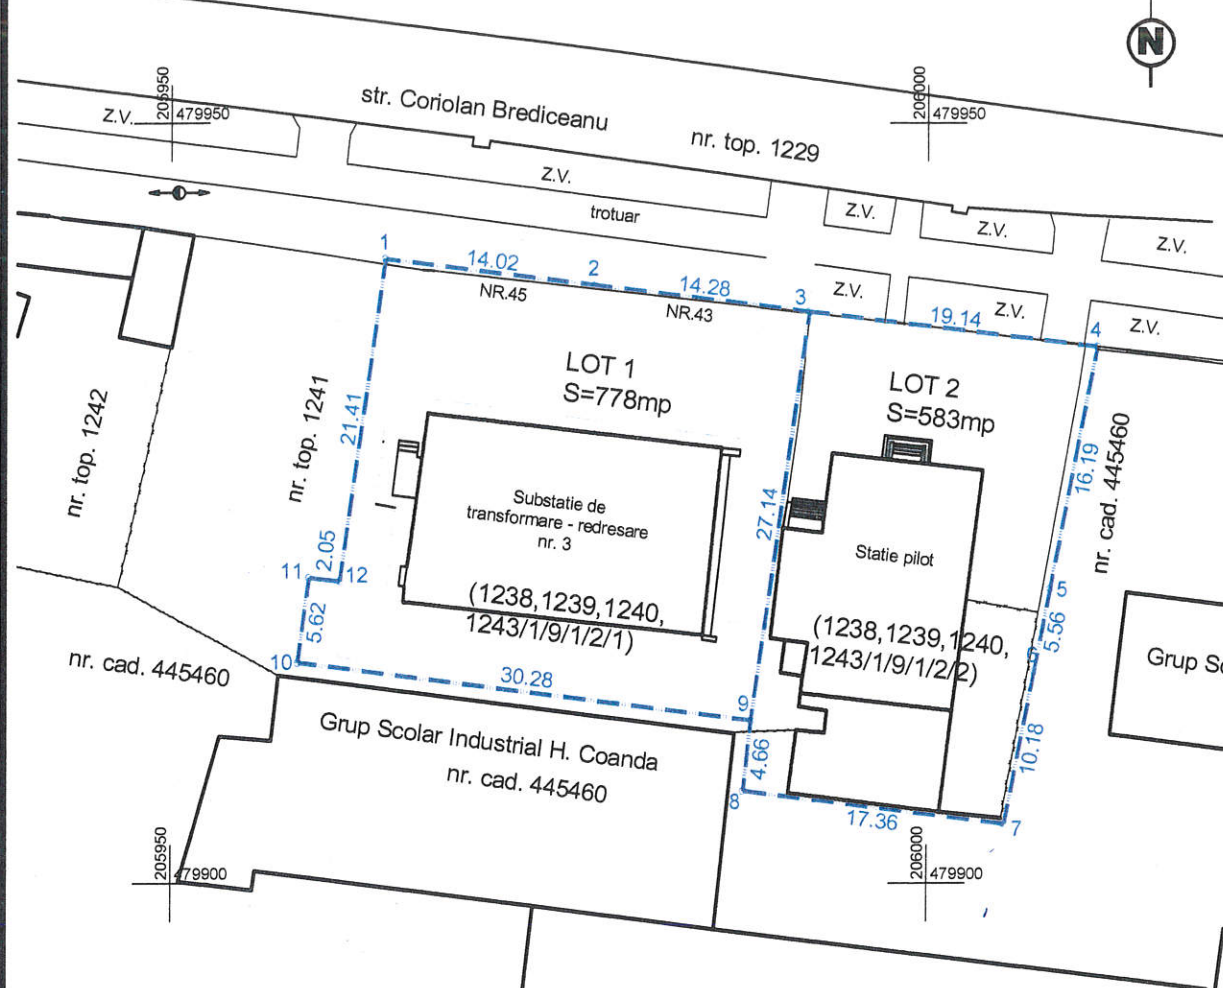 N
205950
479950
206000
479950
Z.V.
str. Coriolan Brediceanu
nr. top. 1229
Z.V.
trotuar
Z.V.
Z.V.
Z.V.
Z.V.
Z.V.
Z.V.
1
14.02
2
14.28
3
19.14
4
NR.45
NR.43
LOT 1
S=778mp
LOT 2
S=583mp
nr. top. 1242
nr. top. 1241
21.41
27.14
16.19
nr. cad. 445460
Substatie de
transformare - redresare
nr. 3
Statie pilot
2.05
11
12
5
5.62
5.56
6
(1238,1239,1240,
1243/1/9/1/2/1)
(1238,1239,1240,
1243/1/9/1/2/2)
nr. cad. 445460
10
30.28
9
Grup Sc
Grup Scolar Industrial H. Coanda
nr. cad. 445460
4.66
10.18
8
17.36
7
205950
479900
206000
479900